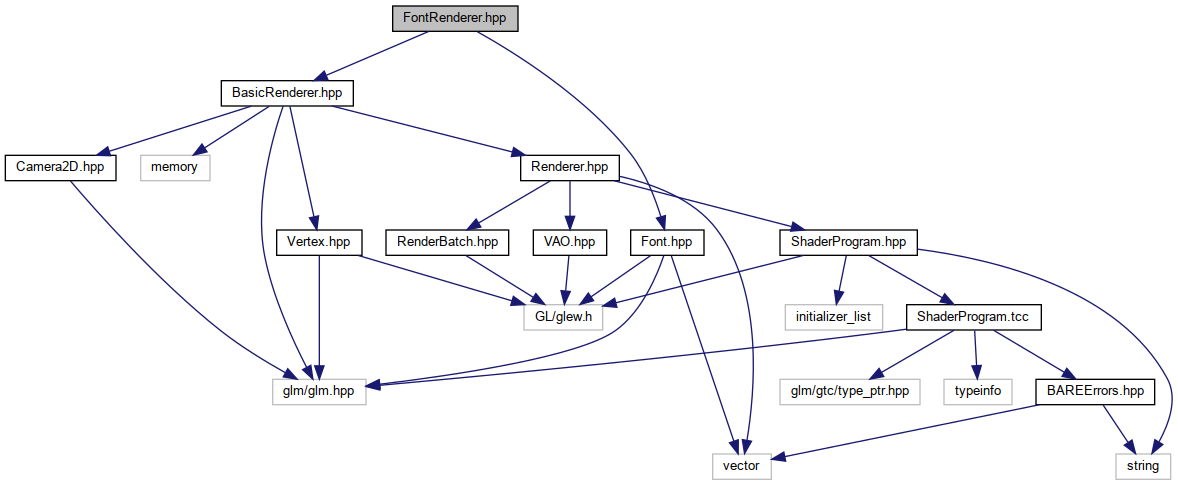 FontRenderer.hpp
BasicRenderer.hpp
Camera2D.hpp
memory
Renderer.hpp
Vertex.hpp
RenderBatch.hpp
VAO.hpp
Font.hpp
ShaderProgram.hpp
GL/glew.h
initializer_list
ShaderProgram.tcc
glm/glm.hpp
glm/gtc/type_ptr.hpp
typeinfo
BAREErrors.hpp
vector
string